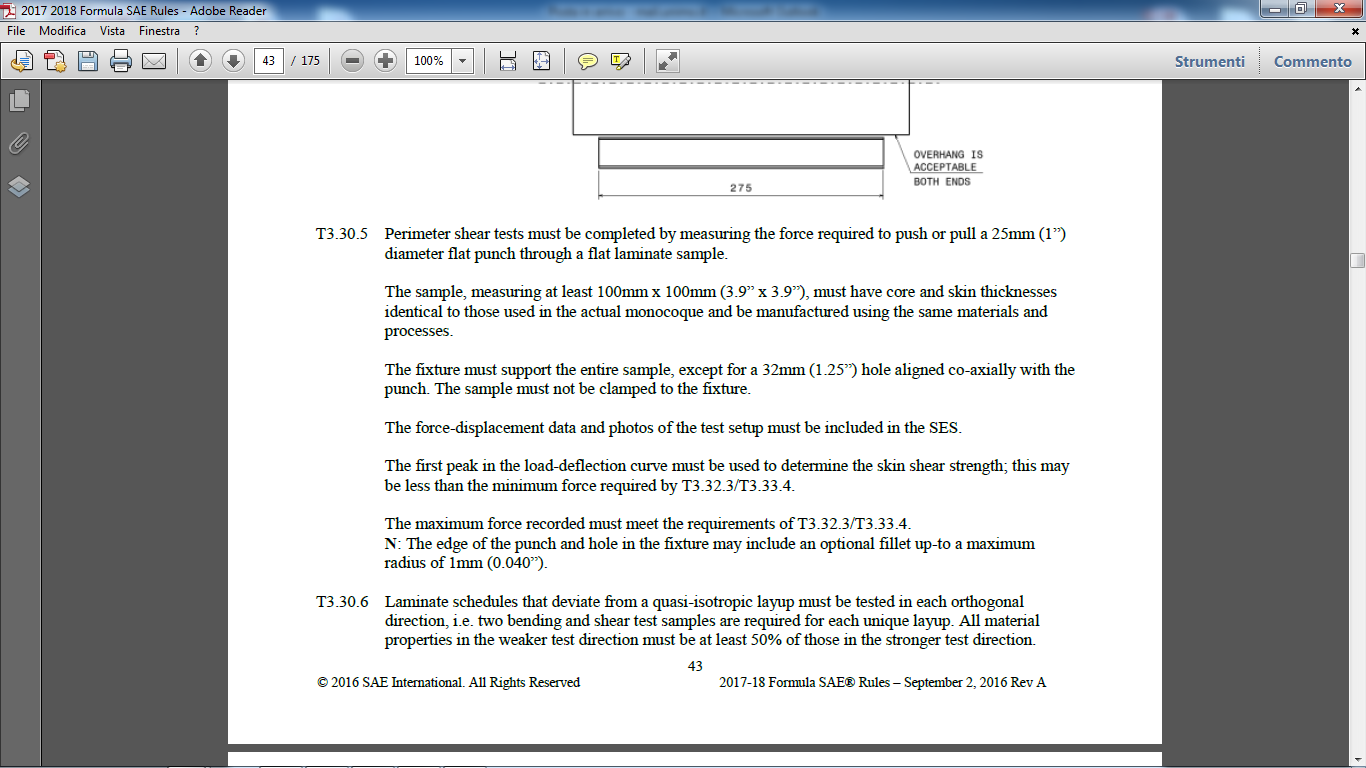 2017 2018 Formula SAE Rules - Adobe Reader
File Modifica Vista Finestra ?
43 / 175 100% Strumenti Commento
OVERHANG IS
ACCEPTABLE
BOTH ENDS
275
T3.30.5 Perimeter shear tests must be completed by measuring the force required to push or pull a 25mm (1”)
diameter flat punch through a flat laminate sample.
The sample, measuring at least 100mm x 100mm (3.9” x 3.9”), must have core and skin thicknesses
identical to those used in the actual monocoque and be manufactured using the same materials and
processes.
The fixture must support the entire sample, except for a 32mm (1.25”) hole aligned co-axially with the
punch. The sample must not be clamped to the fixture.
The force-displacement data and photos of the test setup must be included in the SES.
The first peak in the load-deflection curve must be used to determine the skin shear strength; this may
be less than the minimum force required by T3.32.3/T3.33.4.
The maximum force recorded must meet the requirements of T3.32.3/T3.33.4.
N: The edge of the punch and hole in the fixture may include an optional fillet up-to a maximum
radius of 1mm (0.040”).
T3.30.6 Laminate schedules that deviate from a quasi-isotropic layup must be tested in each orthogonal
direction, i.e. two bending and shear test samples are required for each unique layup. All material
properties in the weaker test direction must be at least 50% of those in the stronger test direction.
43
© 2016 SAE International. All Rights Reserved 2017-18 Formula SAE® Rules – September 2, 2016 Rev A